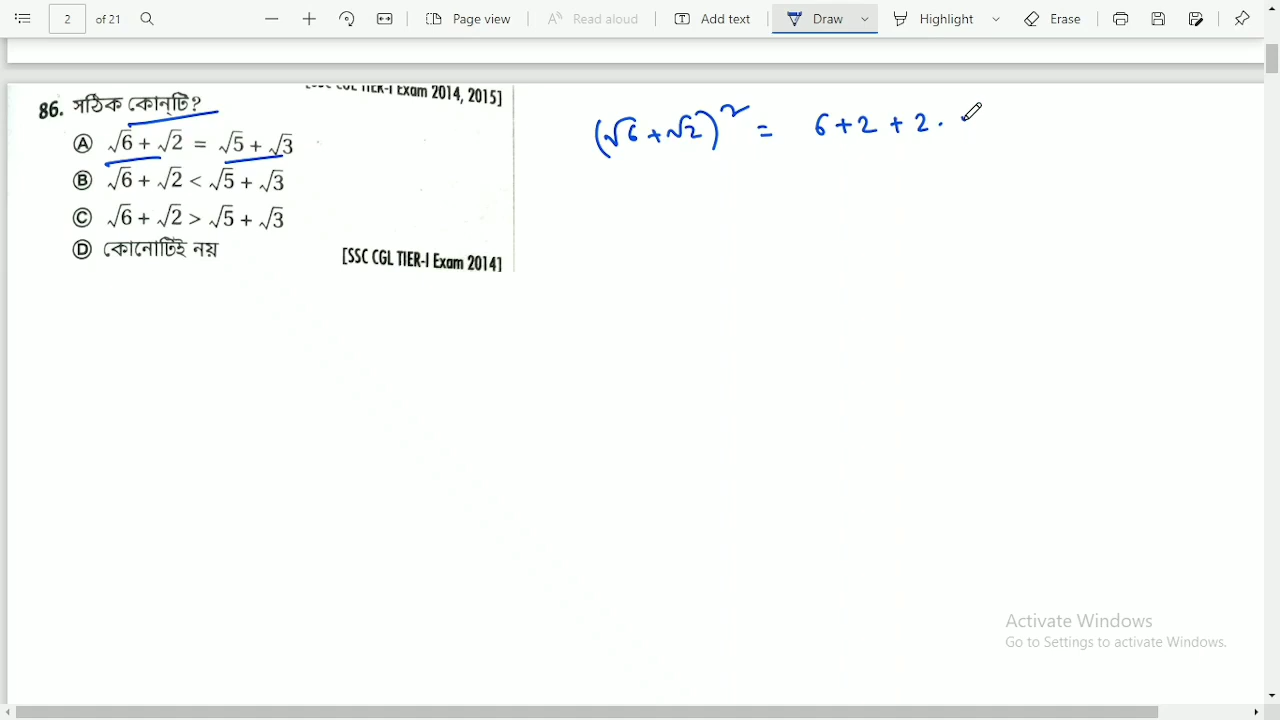 2 of 21 Page view Read aloud Add text Draw Highlight Erase
CGL TIER-I Exam 2014, 2015]
86. সঠিক কোন্‌টি?
(√6 + √2)² = 6 + 2 + 2 .
Ⓐ √6 + √2 = √5 + √3
Ⓑ √6 + √2 < √5 + √3
Ⓒ √6 + √2 > √5 + √3
Ⓓ কোনোটিই নয়
[SSC CGL TIER-I Exam 2014]
Activate Windows
Go to Settings to activate Windows.